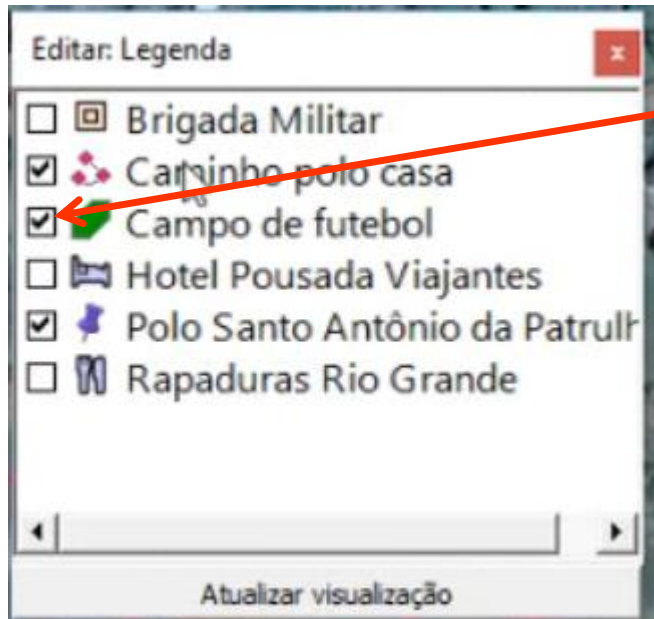 Editar: Legenda
x
Brigada Militar
Caminho polo casa
Campo de futebol
Hotel Pousada Viajantes
Polo Santo Antônio da Patrulh
Rapaduras Rio Grande
Atualizar visualização